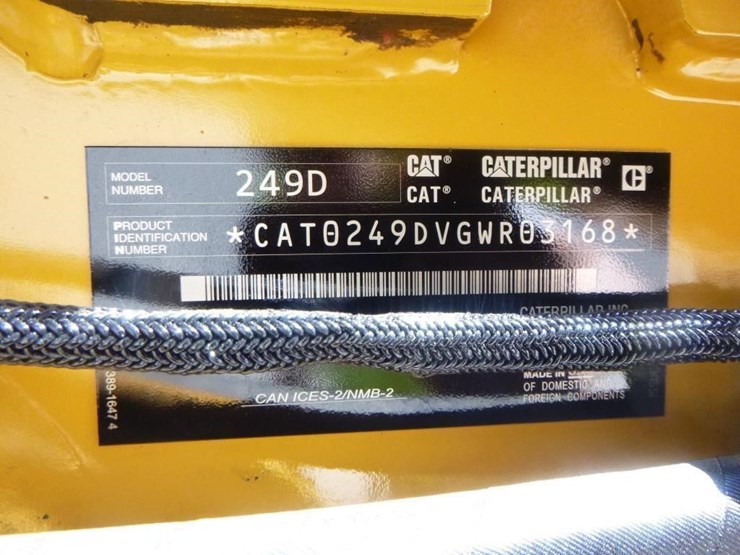 MODEL
NUMBER
249D
CAT® CATERPILLAR®
CAT® CATERPILLAR®
PRODUCT
IDENTIFICATION
NUMBER
*CAT0249DVGWR03168*
CATERPILLAR INC
MADE IN
OF DOMESTIC AND
FOREIGN COMPONENTS
CAN ICES-2/NMB-2
389-1647 4